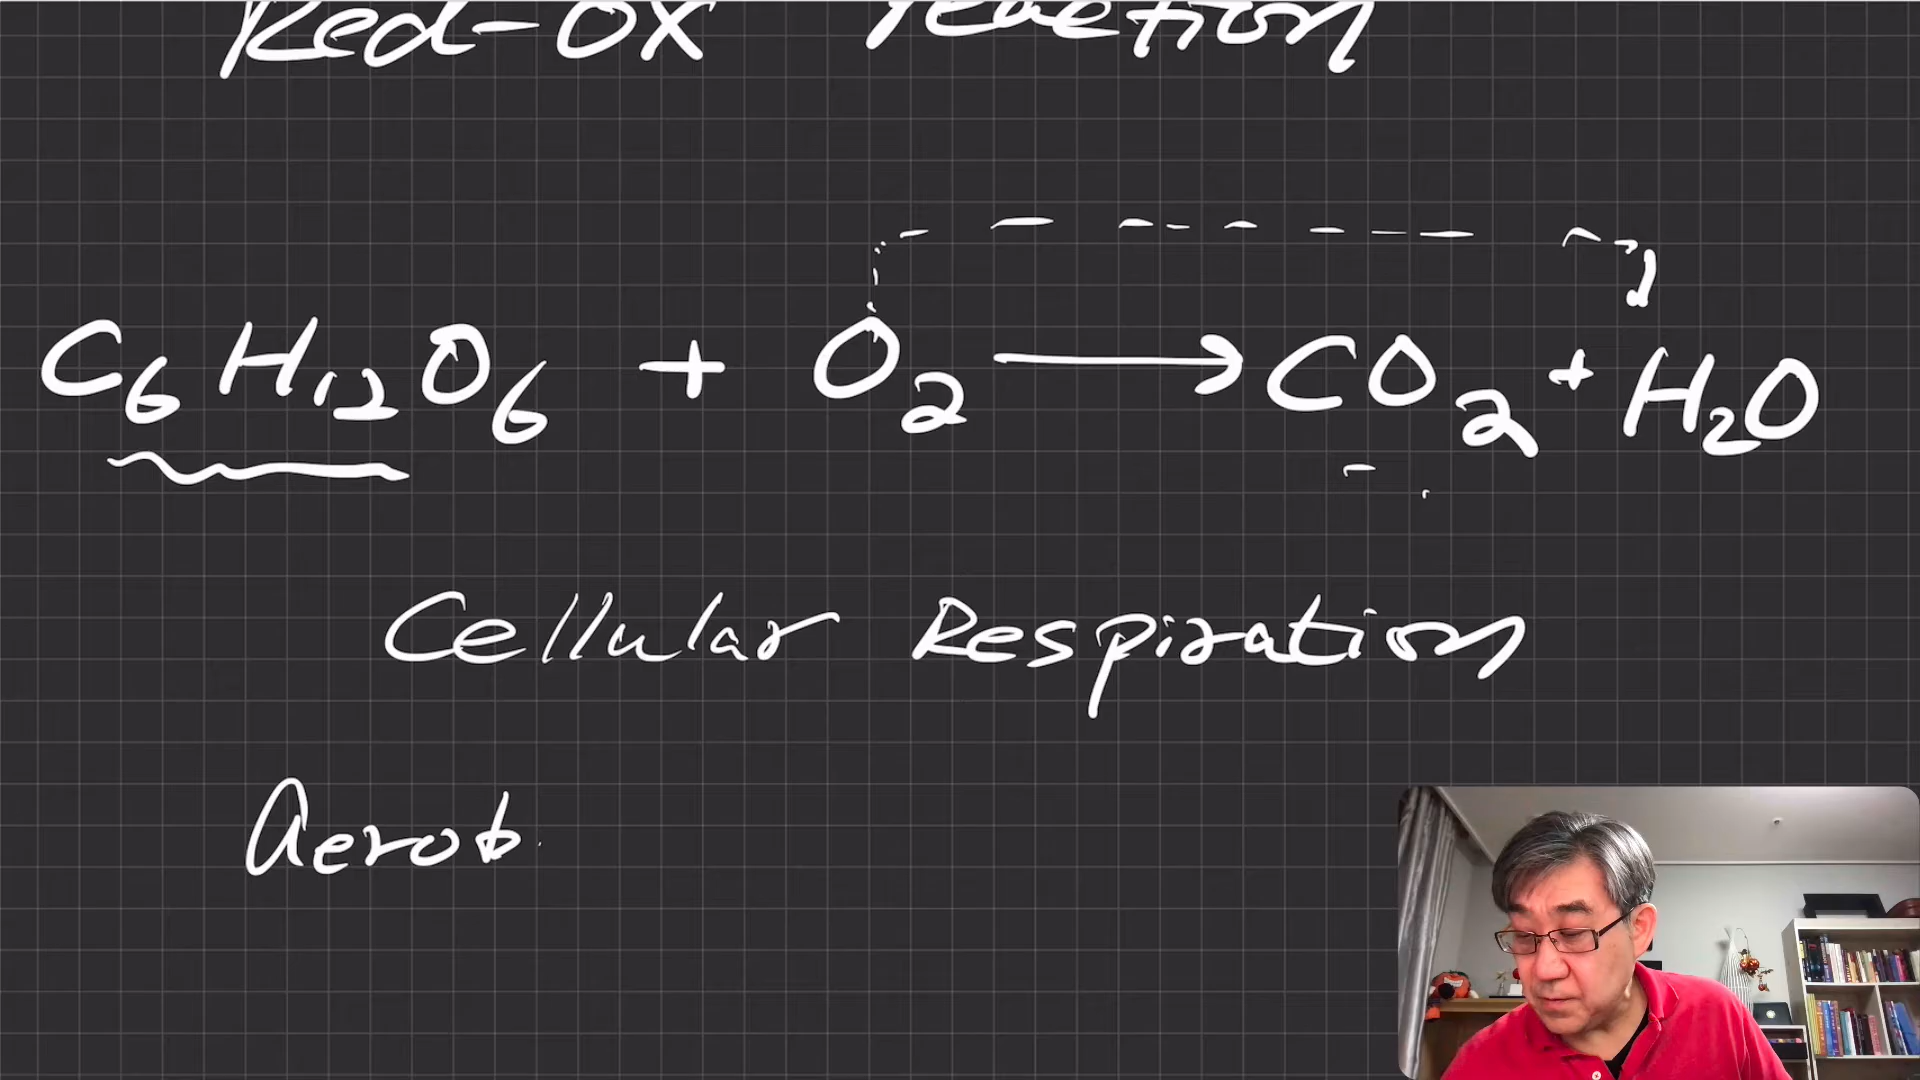 Red-Ox reaction
C₆H₁₂O₆ + O₂ → CO₂ + H₂O
Cellular Respiration
Aerob